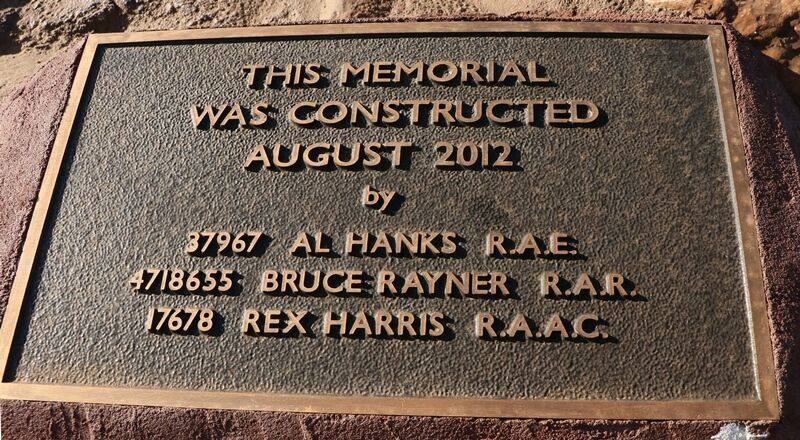 THIS MEMORIAL
WAS CONSTRUCTED
AUGUST 2012
by
37967 AL HANKS R.A.E.
4718655 BRUCE RAYNER R.A.R.
17678 REX HARRIS R.A.A.C.